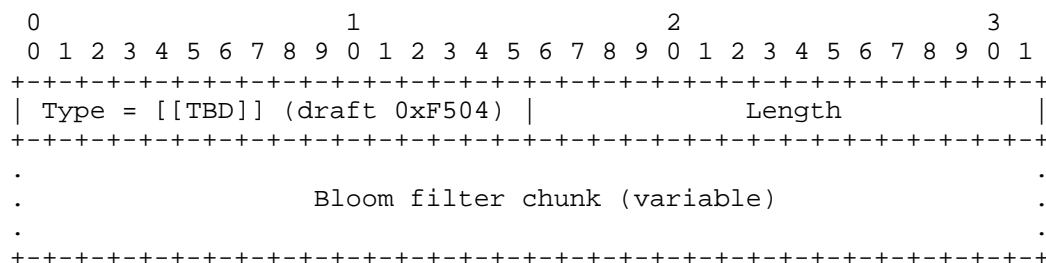 0                   1                   2                   3
 0 1 2 3 4 5 6 7 8 9 0 1 2 3 4 5 6 7 8 9 0 1 2 3 4 5 6 7 8 9 0 1
+-+-+-+-+-+-+-+-+-+-+-+-+-+-+-+-+-+-+-+-+-+-+-+-+-+-+-+-+-+-+-+-+
| Type = [[TBD]] (draft 0xF504) |             Length            |
+-+-+-+-+-+-+-+-+-+-+-+-+-+-+-+-+-+-+-+-+-+-+-+-+-+-+-+-+-+-+-+-+
.                                                               .
.                  Bloom filter chunk (variable)                .
.                                                               .
+-+-+-+-+-+-+-+-+-+-+-+-+-+-+-+-+-+-+-+-+-+-+-+-+-+-+-+-+-+-+-+-+